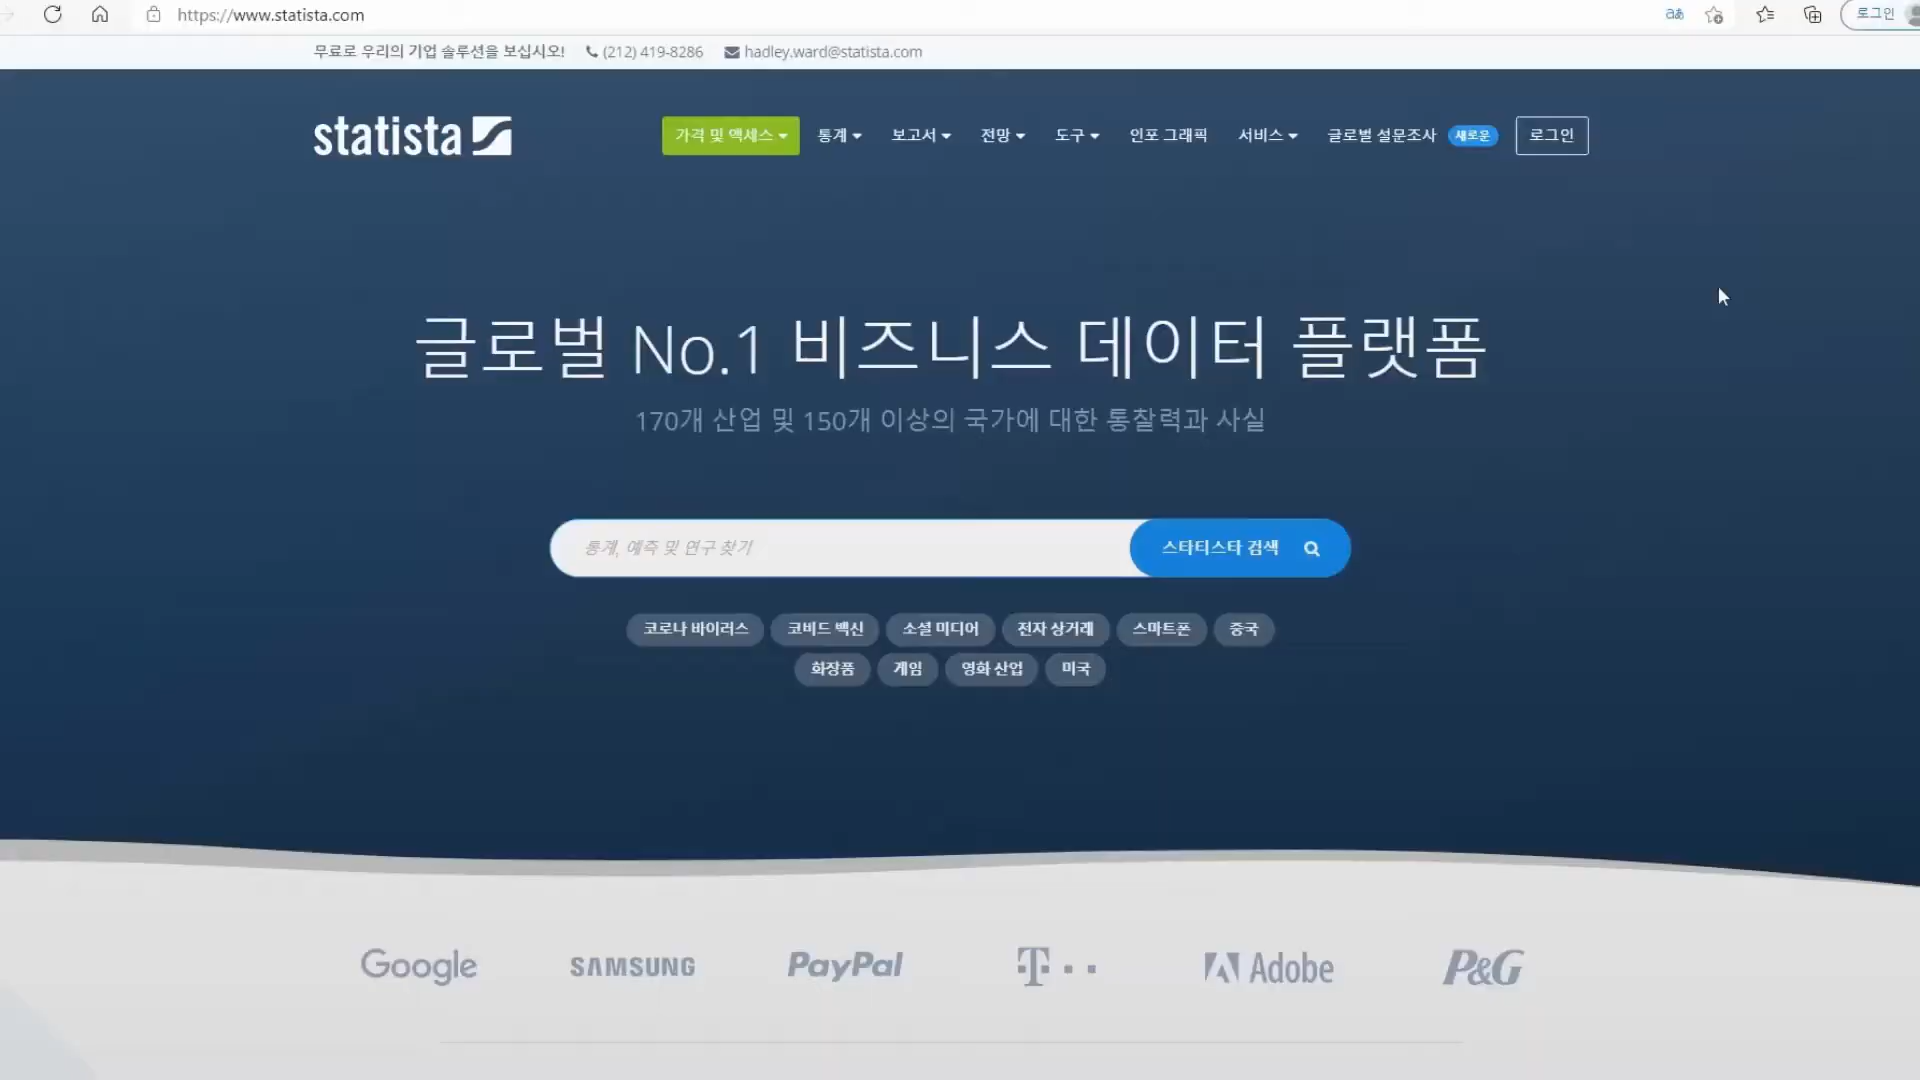 https://www.statista.com
로그인
무료로 우리의 기업 솔루션을 보십시오! (212) 419-8286 hadley.ward@statista.com
statista 가격 및 액세스 통계 보고서 전망 도구 인포 그래픽 서비스 글로벌 설문조사 새로운 로그인
글로벌 No.1 비즈니스 데이터 플랫폼
170개 산업 및 150개 이상의 국가에 대한 통찰력과 사실
통계, 예측 및 연구 찾기 스타티스타 검색
코로나 바이러스 코비드 백신 소셜 미디어 전자 상거래 스마트폰 중국
화장품 게임 영화 산업 미국
Google SAMSUNG PayPal T Adobe P&G